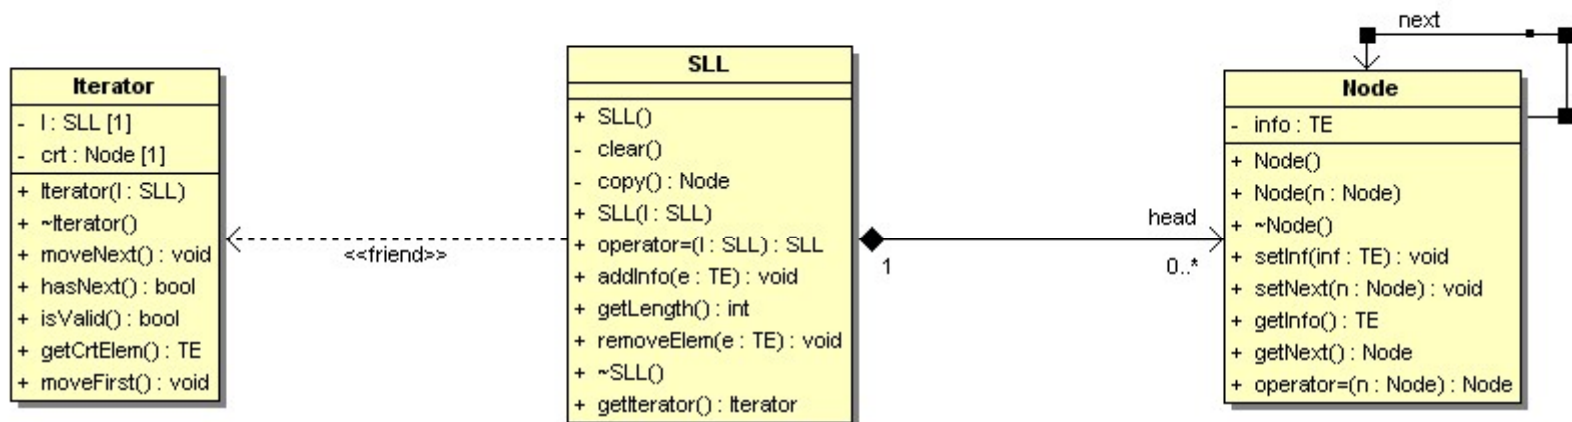 Iterator
- l : SLL [1]
- crt : Node [1]
+ Iterator(l : SLL)
+ ~Iterator()
+ moveNext() : void
+ hasNext() : bool
+ isValid() : bool
+ getCrtElem() : TE
+ moveFirst() : void
<<friend>>
SLL
+ SLL()
- clear()
- copy() : Node
+ SLL(l : SLL)
+ operator=(l : SLL) : SLL
+ addInfo(e : TE) : void
+ getLength() : int
+ removeElem(e : TE) : void
+ ~SLL()
+ getIterator() : Iterator
1
head
0..*
next
Node
- info : TE
+ Node()
+ Node(n : Node)
+ ~Node()
+ setInf(inf : TE) : void
+ setNext(n : Node) : void
+ getInfo() : TE
+ getNext() : Node
+ operator=(n : Node) : Node